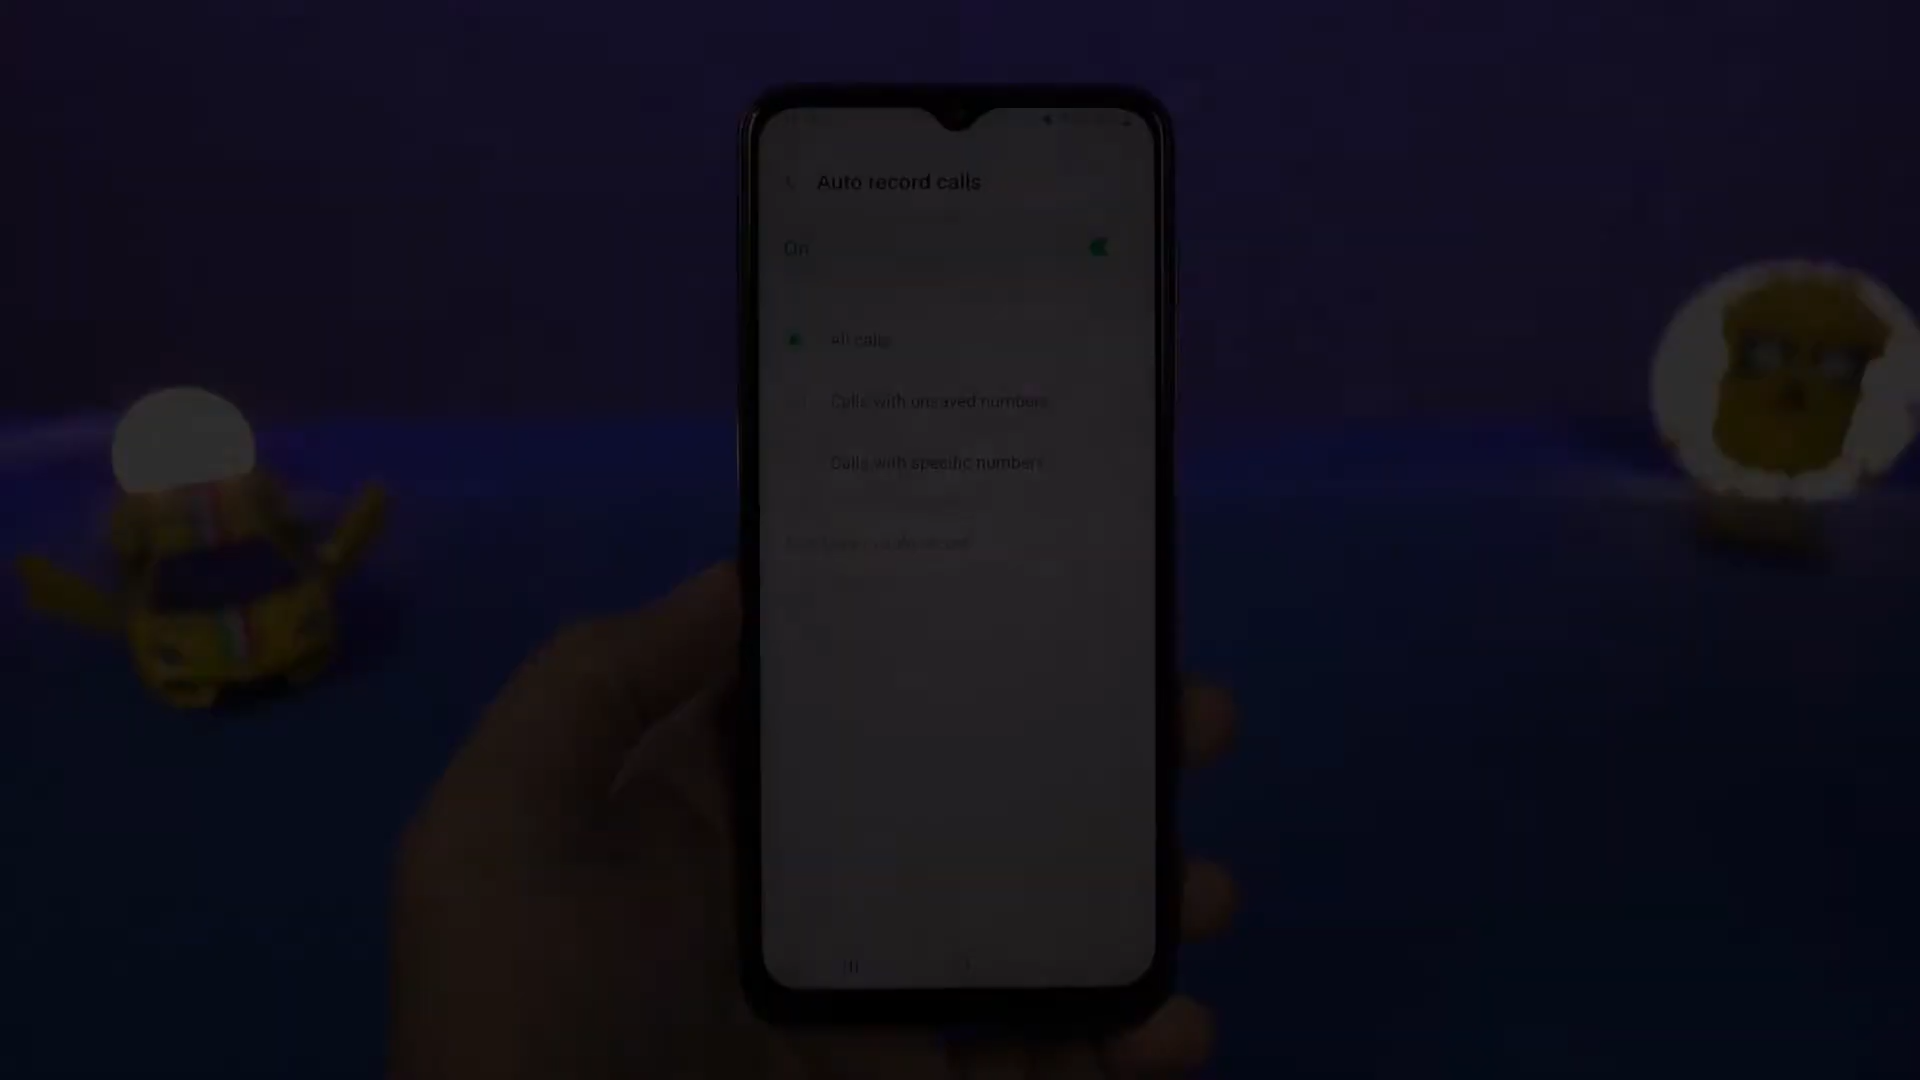 Auto record calls
On
All calls
Calls with unsaved numbers
Calls with specific numbers